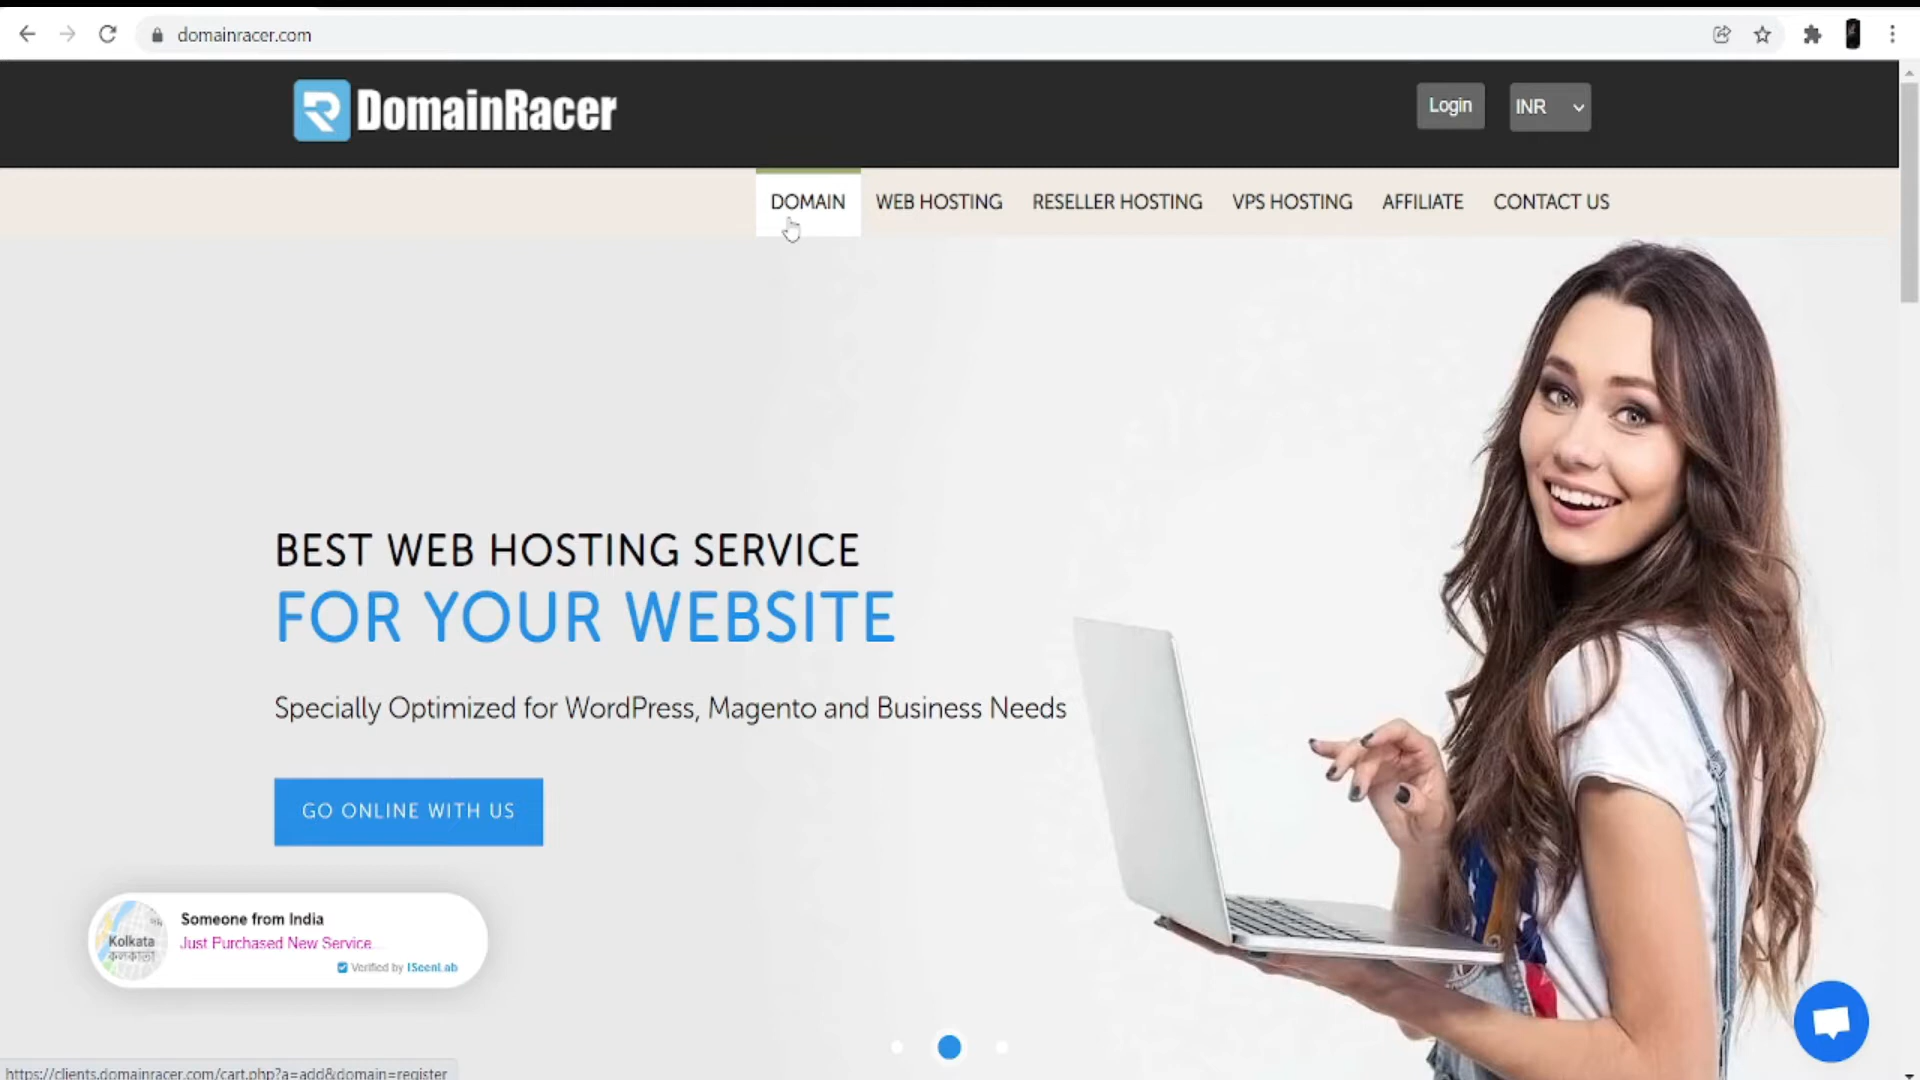 domainracer.com
DomainRacer
Login
INR
DOMAIN
WEB HOSTING
RESELLER HOSTING
VPS HOSTING
AFFILIATE
CONTACT US
BEST WEB HOSTING SERVICE
FOR YOUR WEBSITE
Specially Optimized for WordPress, Magento and Business Needs
GO ONLINE WITH US
Someone from India
Kolkata
Just Purchased New Service...
Verified by ISeenLab
https://clients.domainracer.com/cart.php?a=add&domain=register